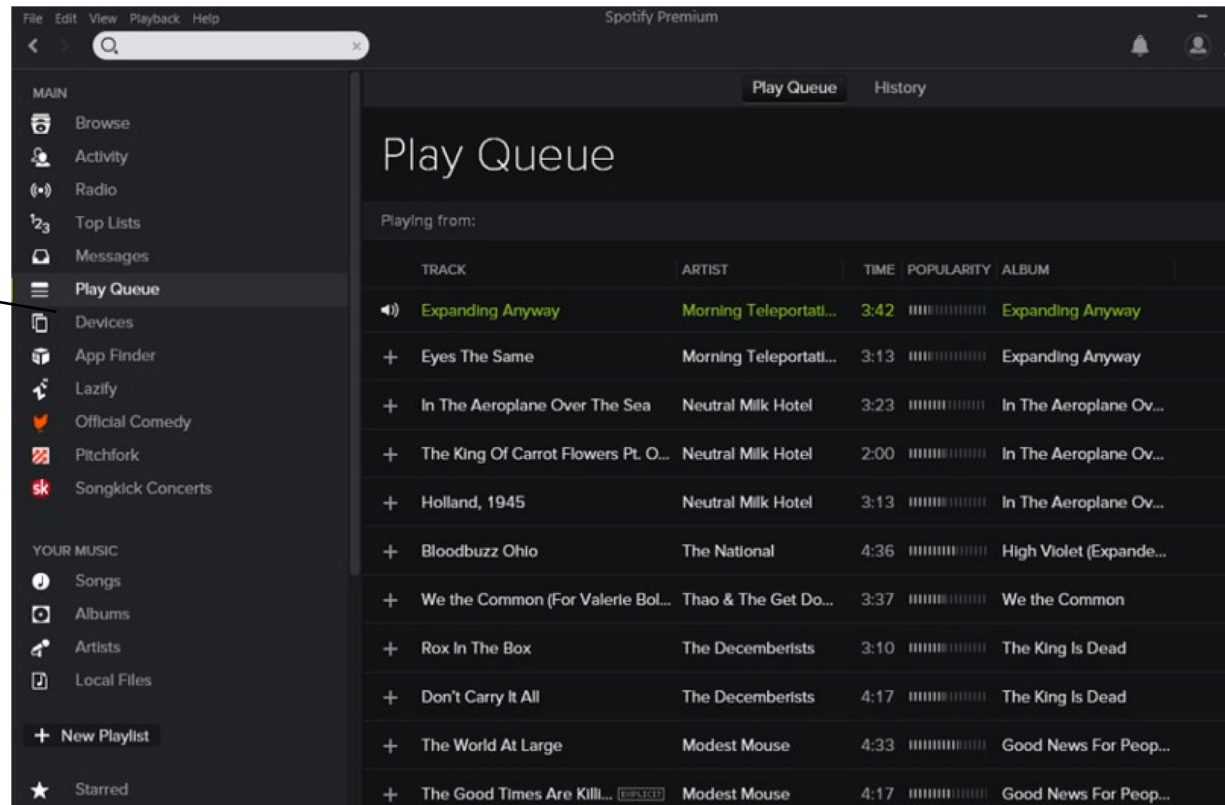 File Edit View Playback Help Spotify Premium
MAIN
Browse
Activity
Radio
Top Lists
Messages
Play Queue
Devices
App Finder
Lazify
Official Comedy
Pitchfork
sk Songkick Concerts
YOUR MUSIC
Songs
Albums
Artists
Local Files
+ New Playlist
Starred
Play Queue History
Play Queue
Playing from:
TRACK ARTIST TIME POPULARITY ALBUM
Expanding Anyway Morning Teleportati... 3:42 Expanding Anyway
+ Eyes The Same Morning Teleportati... 3:13 Expanding Anyway
+ In The Aeroplane Over The Sea Neutral Milk Hotel 3:23 In The Aeroplane Ov...
+ The King Of Carrot Flowers Pt. O... Neutral Milk Hotel 2:00 In The Aeroplane Ov...
+ Holland, 1945 Neutral Milk Hotel 3:13 In The Aeroplane Ov...
+ Bloodbuzz Ohio The National 4:36 High Violet (Expande...
+ We the Common (For Valerie Bol... Thao & The Get Do... 3:37 We the Common
+ Rox In The Box The Decemberists 3:10 The King Is Dead
+ Don't Carry It All The Decemberists 4:17 The King Is Dead
+ The World At Large Modest Mouse 4:33 Good News For Peop...
+ The Good Times Are Killi... EXPLICIT Modest Mouse 4:17 Good News For Peop...